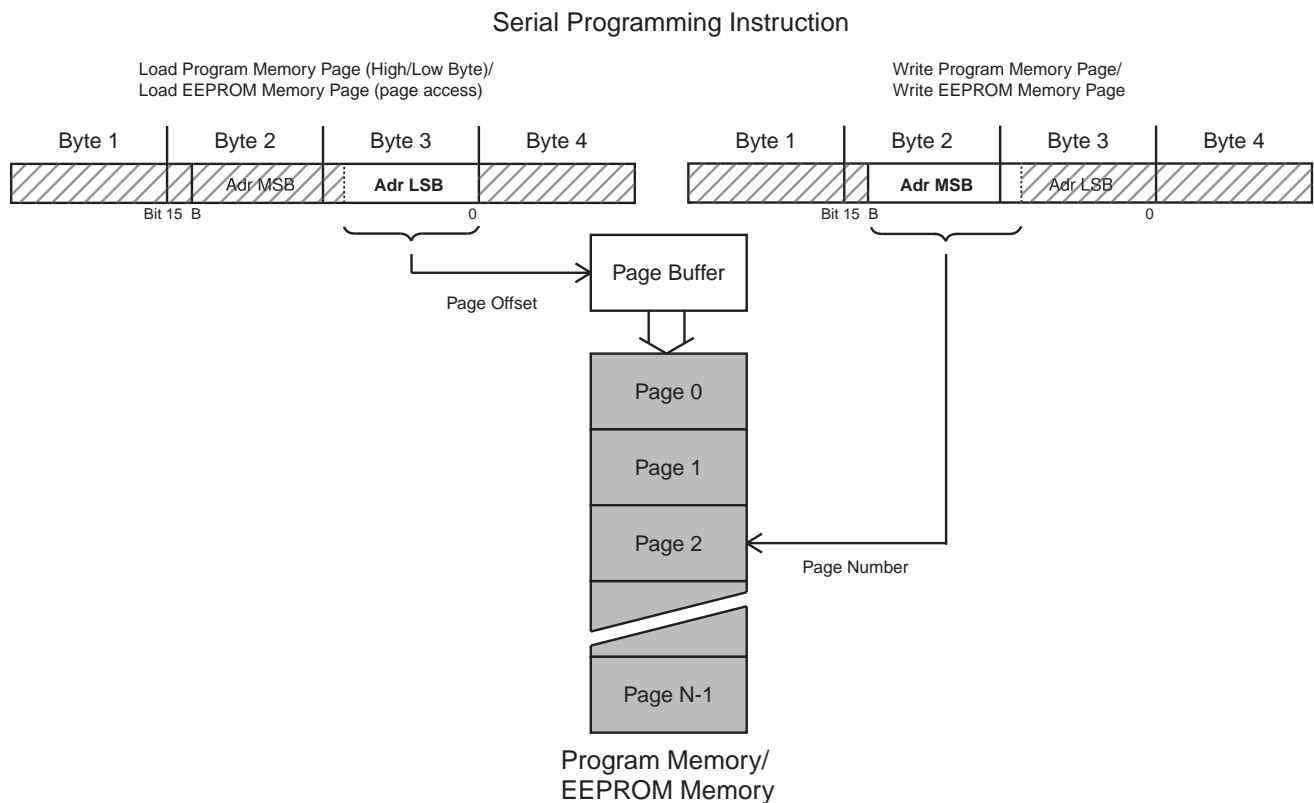 Serial Programming Instruction
Load Program Memory Page (High/Low Byte)/
Load EEPROM Memory Page (page access)
Write Program Memory Page/
Write EEPROM Memory Page
Byte 1 Byte 2 Byte 3 Byte 4
Byte 1 Byte 2 Byte 3 Byte 4
Adr MSB Adr LSB
Adr MSB Adr LSB
Bit 15 B 0
Bit 15 B 0
Page Buffer
Page Offset
Page 0
Page 1
Page 2
Page Number
Page N-1
Program Memory/
EEPROM Memory